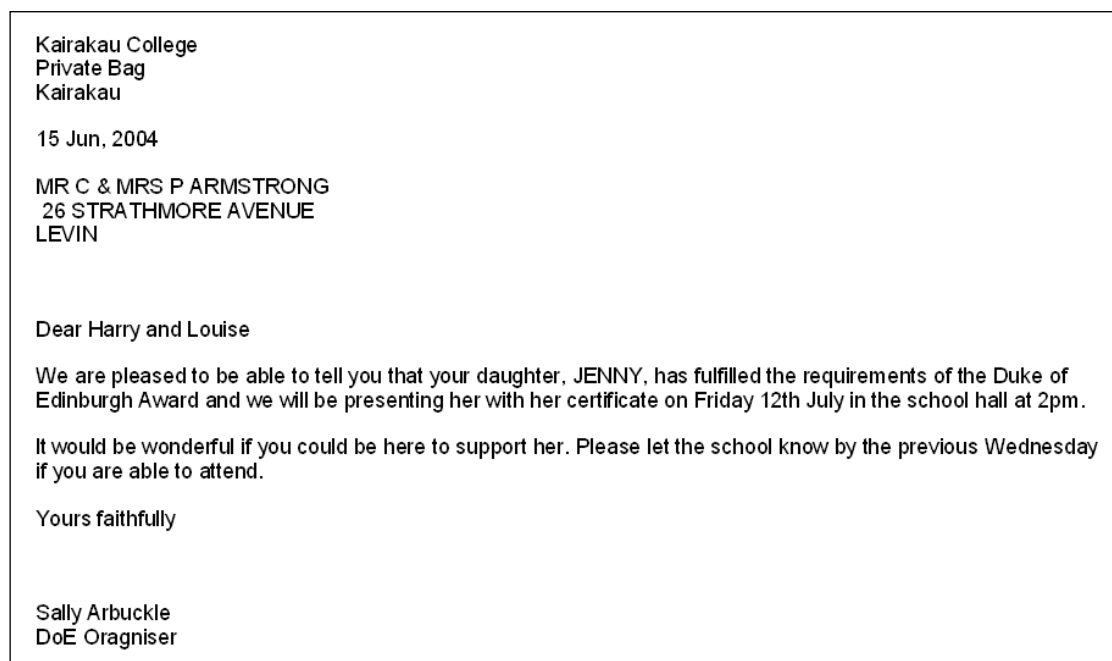 Kairakau College
Private Bag
Kairakau
15 Jun, 2004
MR C & MRS P ARMSTRONG
26 STRATHMORE AVENUE
LEVIN
Dear Harry and Louise
We are pleased to be able to tell you that your daughter, JENNY, has fulfilled the requirements of the Duke of
Edinburgh Award and we will be presenting her with her certificate on Friday 12th July in the school hall at 2pm.
It would be wonderful if you could be here to support her. Please let the school know by the previous Wednesday
if you are able to attend.
Yours faithfully
Sally Arbuckle
DoE Oragniser